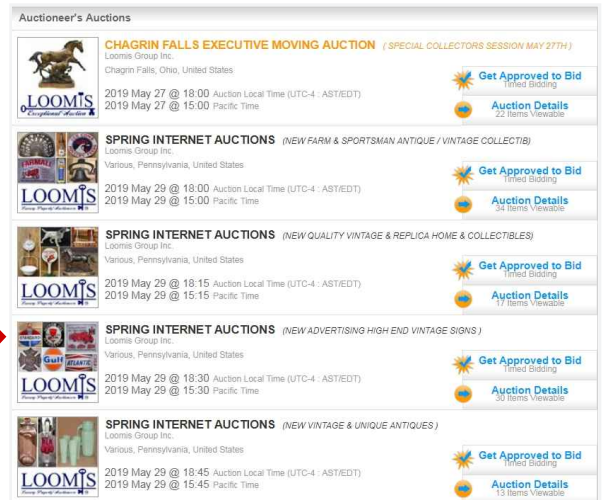 Auctioneer's Auctions
CHAGRIN FALLS EXECUTIVE MOVING AUCTION ( SPECIAL COLLECTORS SESSION MAY 27TH )
Loomis Group Inc.
Chagrin Falls, Ohio, United States
Get Approved to Bid
Timed Bidding
2019 May 27 @ 18:00 Auction Local Time (UTC-4 : AST/EDT)
2019 May 27 @ 15:00 Pacific Time
Auction Details
22 Items Viewable
LOOMIS
Exceptional Auction
SPRING INTERNET AUCTIONS (NEW FARM & SPORTSMAN ANTIQUE / VINTAGE COLLECTIB)
Loomis Group Inc.
Various, Pennsylvania, United States
Get Approved to Bid
Timed Bidding
2019 May 29 @ 18:00 Auction Local Time (UTC-4 : AST/EDT)
2019 May 29 @ 15:00 Pacific Time
Auction Details
34 Items Viewable
FARMALL
LOOMIS
SPRING INTERNET AUCTIONS (NEW QUALITY VINTAGE & REPLICA HOME & COLLECTIBLES)
Loomis Group Inc.
Various, Pennsylvania, United States
Get Approved to Bid
Timed Bidding
2019 May 29 @ 18:15 Auction Local Time (UTC-4 : AST/EDT)
2019 May 29 @ 15:15 Pacific Time
Auction Details
17 Items Viewable
LOOMIS
SPRING INTERNET AUCTIONS (NEW ADVERTISING HIGH END VINTAGE SIGNS )
Loomis Group Inc.
Various, Pennsylvania, United States
Get Approved to Bid
Timed Bidding
2019 May 29 @ 18:30 Auction Local Time (UTC-4 : AST/EDT)
2019 May 29 @ 15:30 Pacific Time
Auction Details
30 Items Viewable
Gulf
ATLANTIC
LOOMIS
SPRING INTERNET AUCTIONS (NEW VINTAGE & UNIQUE ANTIQUES )
Loomis Group Inc.
Various, Pennsylvania, United States
Get Approved to Bid
Timed Bidding
2019 May 29 @ 18:45 Auction Local Time (UTC-4 : AST/EDT)
2019 May 29 @ 15:45 Pacific Time
Auction Details
13 Items Viewable
LOOMIS